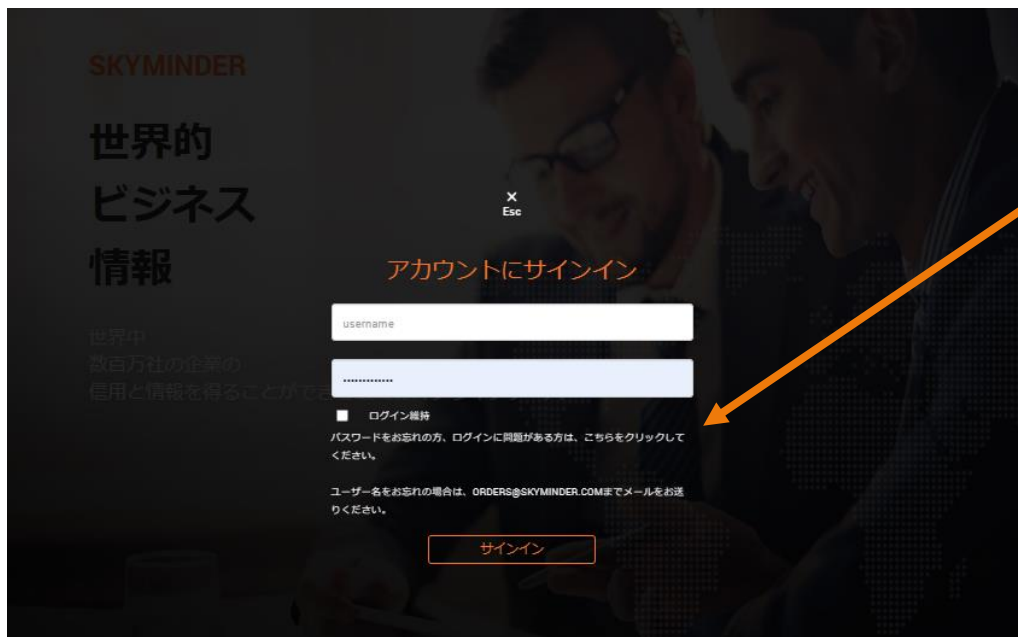 SKYMINDER
世界的
ビジネス
情報
世界中
数百万社の企業の
信用と情報を得ることができ
×
Esc
アカウントにサインイン
username
.............
ログイン維持
パスワードをお忘れの方、ログインに問題がある方は、こちらをクリックして
ください。
ユーザー名をお忘れの場合は、ORDERS@SKYMINDER.COMまでメールをお送
りください。
サインイン